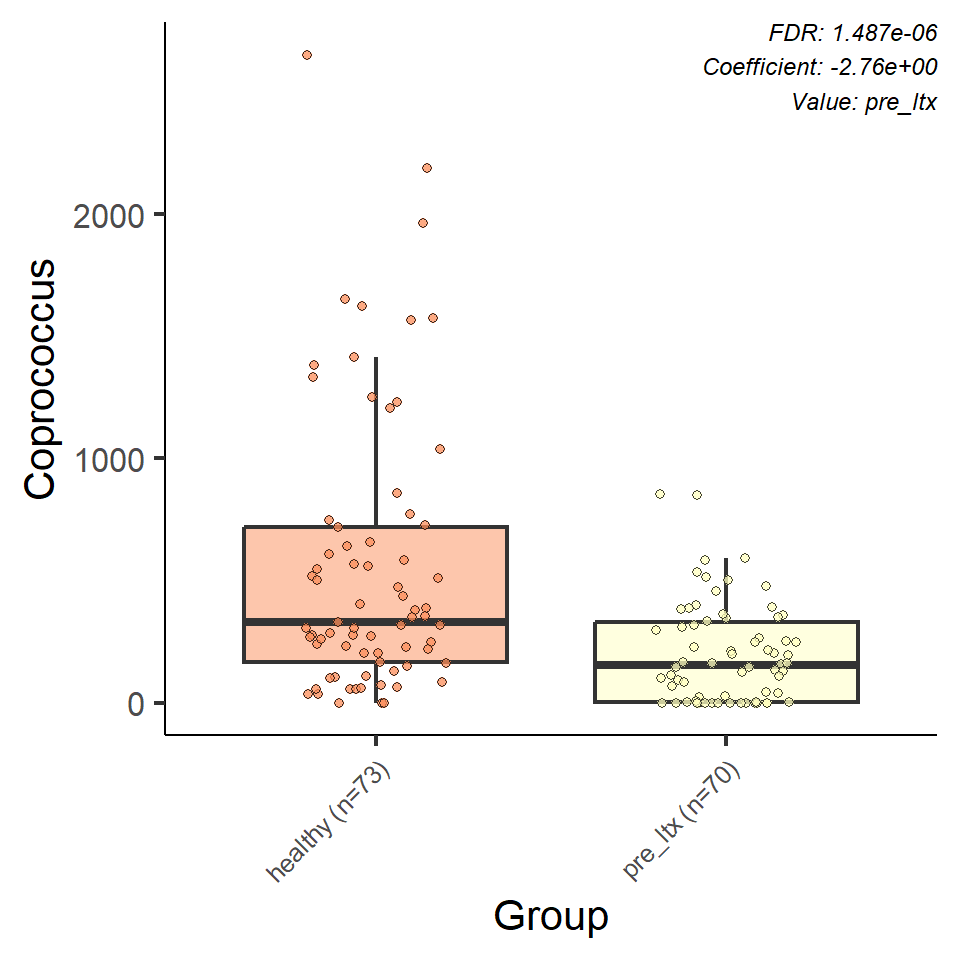 FDR: 1.487e-06
Coefficient: -2.76e+00
Value: pre_ltx
Coprococcus
2000
1000
0
healthy (n=73)
pre_ltx (n=70)
Group